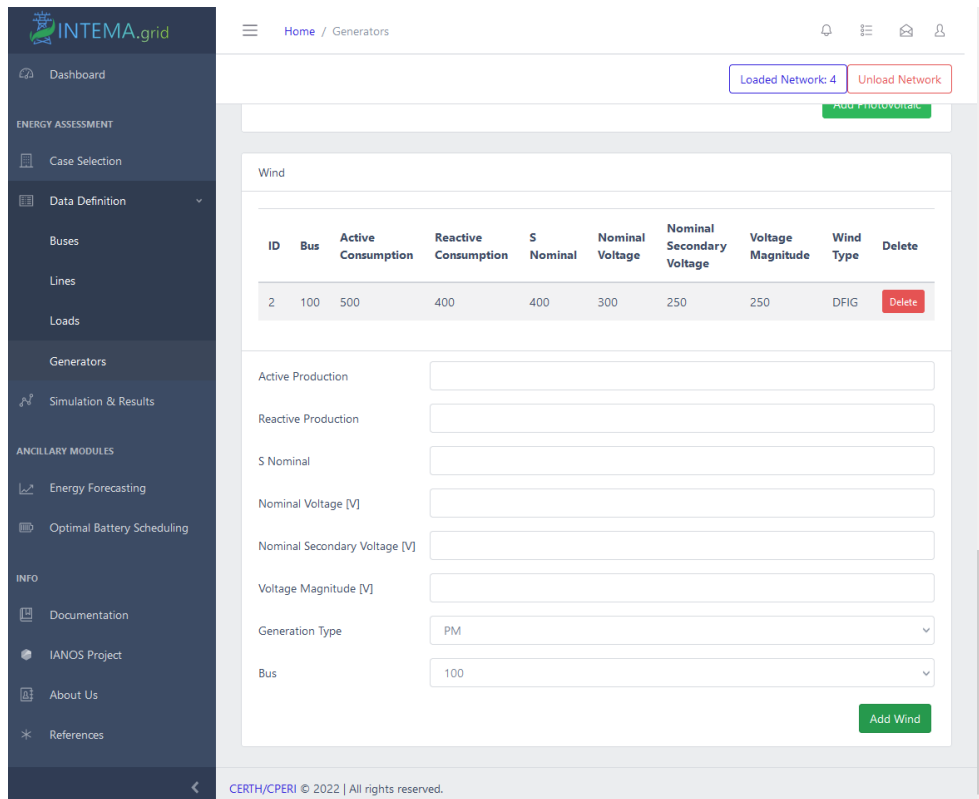 INTEMA.grid
Home / Generators
Dashboard
Loaded Network: 4
Unload Network
ENERGY ASSESSMENT
Add Photovoltaic
Case Selection
Data Definition
Buses
Lines
Loads
Generators
Simulation & Results
ANCILLARY MODULES
Energy Forecasting
Optimal Battery Scheduling
INFO
Documentation
IANOS Project
About Us
References
Wind
ID Bus Active Consumption Reactive Consumption S Nominal Nominal Voltage Nominal Secondary Voltage Voltage Magnitude Wind Type Delete
2 100 500 400 400 300 250 250 DFIG Delete
Active Production
Reactive Production
S Nominal
Nominal Voltage [V]
Nominal Secondary Voltage [V]
Voltage Magnitude [V]
Generation Type PM
Bus 100
Add Wind
CERTH/CPERI © 2022 | All rights reserved.